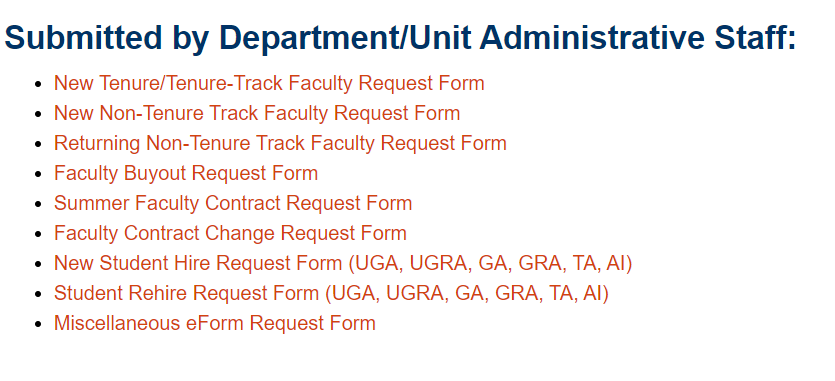 Submitted by Department/Unit Administrative Staff:
New Tenure/Tenure-Track Faculty Request Form
New Non-Tenure Track Faculty Request Form
Returning Non-Tenure Track Faculty Request Form
Faculty Buyout Request Form
Summer Faculty Contract Request Form
Faculty Contract Change Request Form
New Student Hire Request Form (UGA, UGRA, GA, GRA, TA, AI)
Student Rehire Request Form (UGA, UGRA, GA, GRA, TA, AI)
Miscellaneous eForm Request Form